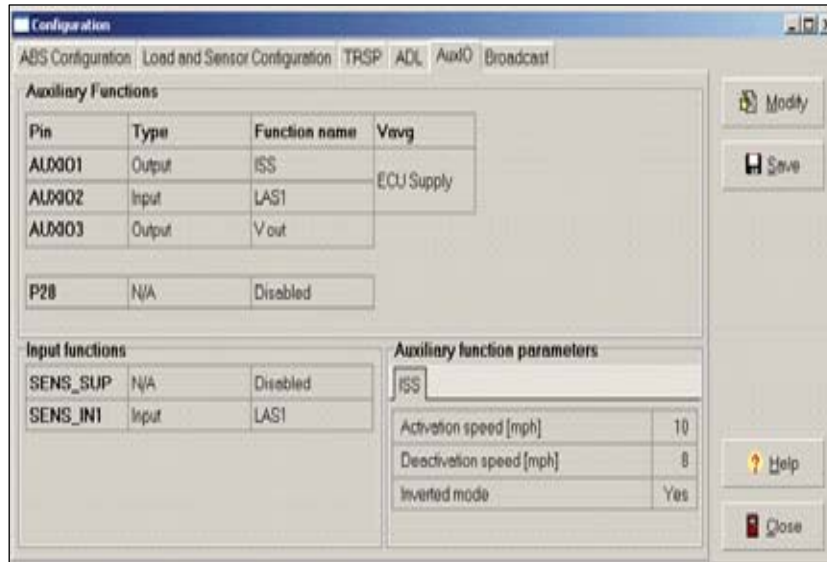 Configuration
ABS Configuration Load and Sensor Configuration TRSP ADL AuxIO Broadcast
Auxiliary Functions
Pin Type Function name Vavg
AUXIO1 Output ISS
ECU Supply
AUXIO2 Input LAS1
AUXIO3 Output V out
P28 N/A Disabled
Input functions
SENS_SUP N/A Disabled
SENS_IN1 Input LAS1
Auxiliary function parameters
ISS
Activation speed [mph] 10
Deactivation speed [mph] 8
Inverted mode Yes
Modify
Save
Help
Close